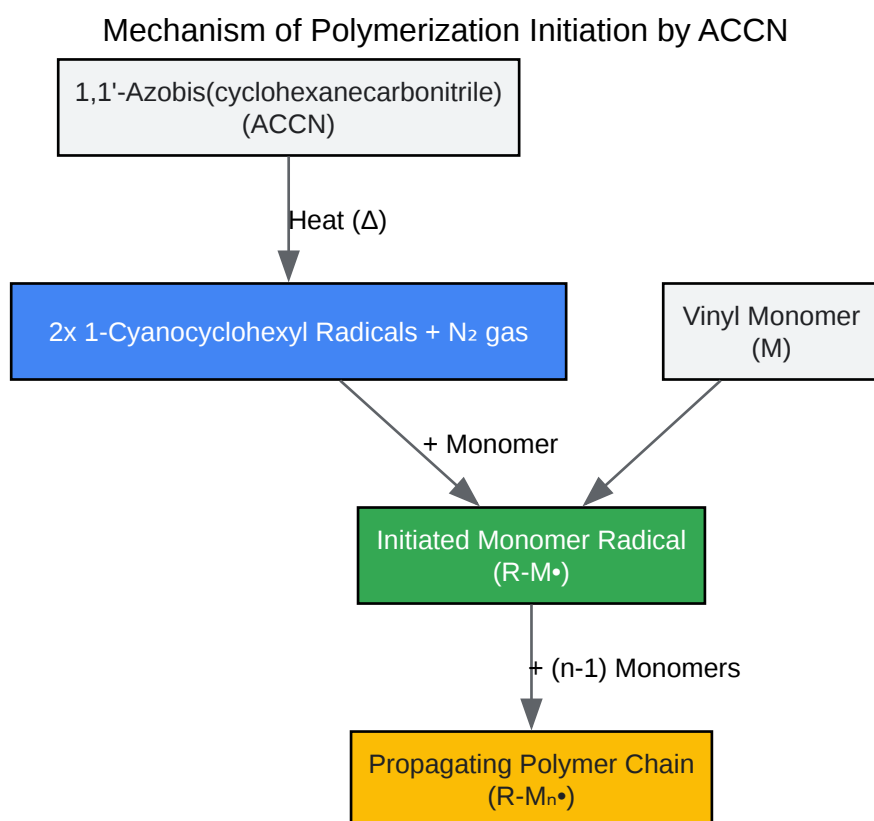 Mechanism of Polymerization Initiation by ACCN
1,1'-Azobis(cyclohexanecarbonitrile)
(ACCN)
Heat (Δ)
2x 1-Cyanocyclohexyl Radicals + N₂ gas
Vinyl Monomer
(M)
+ Monomer
Initiated Monomer Radical
(R-M•)
+ (n-1) Monomers
Propagating Polymer Chain
(R-Mₙ•)